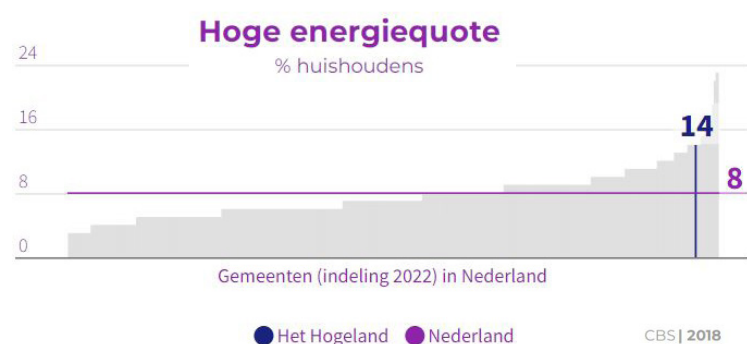 Hoge energiequote
% huishoudens
24
16
8
0
14
8
Gemeenten (indeling 2022) in Nederland
Het Hogeland Nederland
CBS | 2018